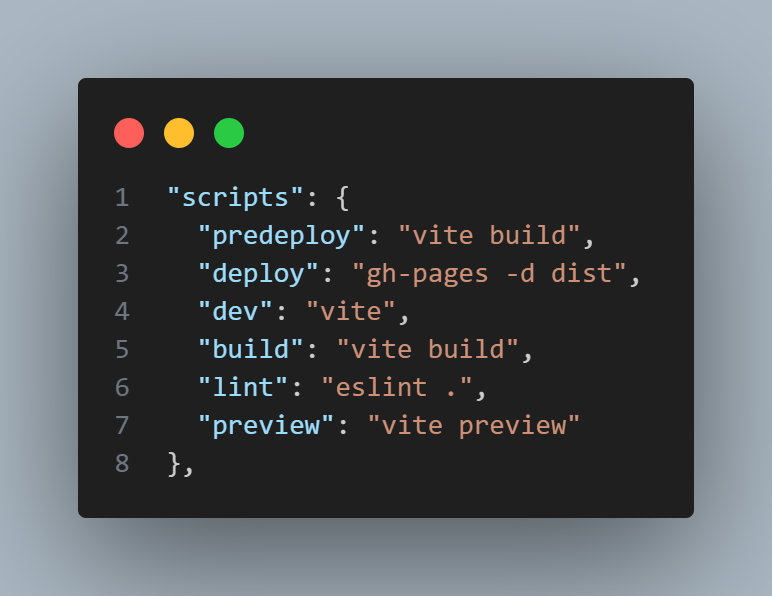 1 "scripts": {
2 "predeploy": "vite build",
3 "deploy": "gh-pages -d dist",
4 "dev": "vite",
5 "build": "vite build",
6 "lint": "eslint .",
7 "preview": "vite preview"
8 },